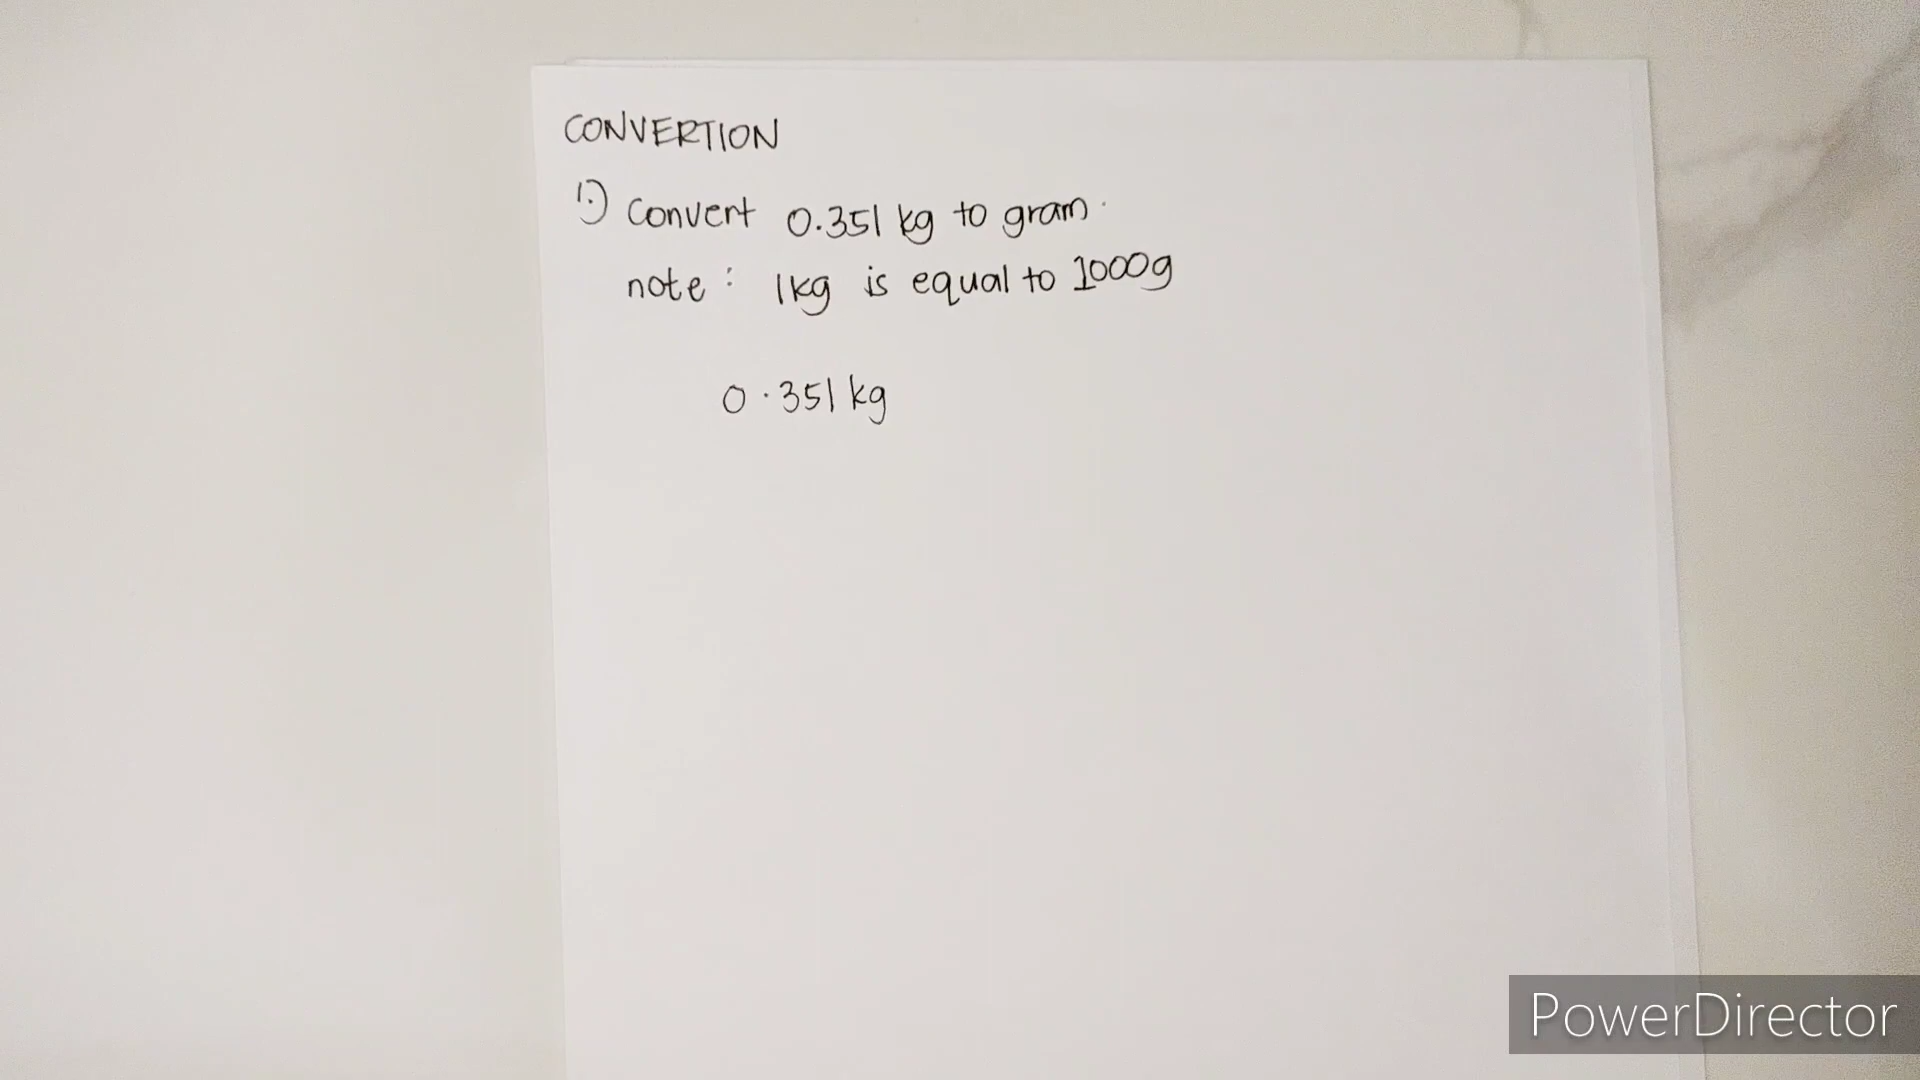 CONVERTION
1.) Convert 0.351 kg to gram.
note : 1kg is equal to 1000g
0.351 kg
PowerDirector